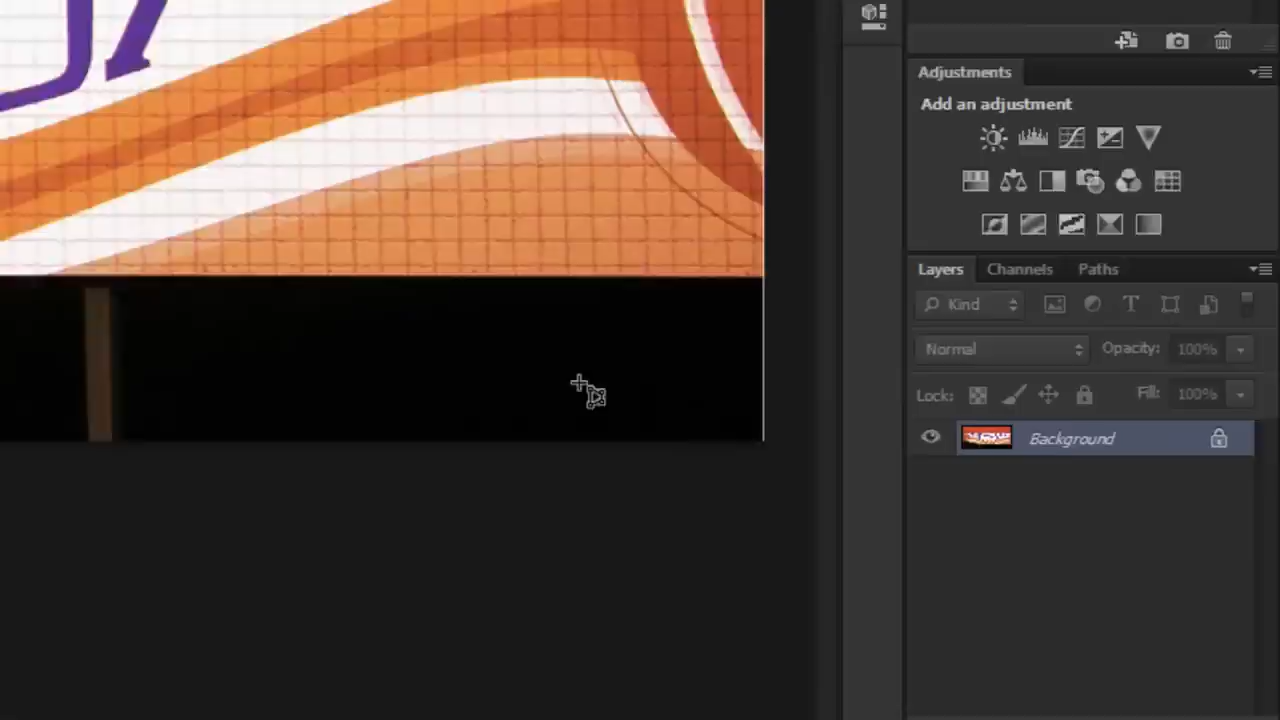 Adjustments
Add an adjustment
Layers Channels Paths
Kind
Normal Opacity: 100%
Lock: Fill: 100%
Background